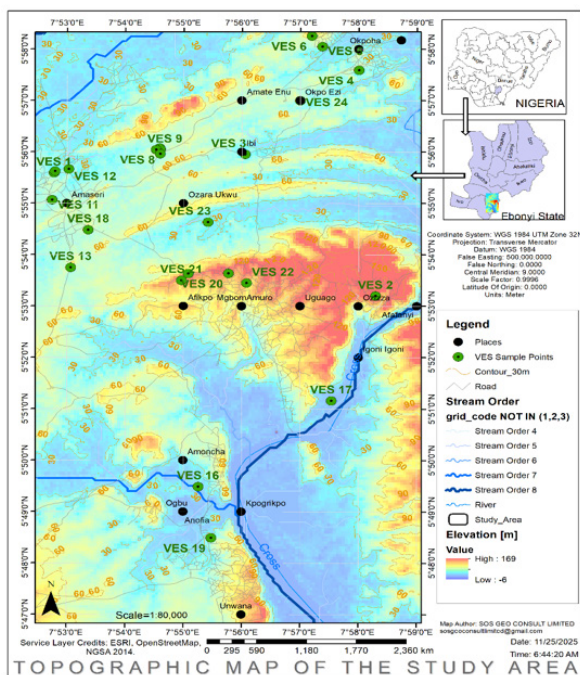 7°53'0"E 7°54'0"E 7°55'0"E 7°56'0"E 7°57'0"E 7°58'0"E 7°59'0"E
5°58'0"N
5°57'0"N
5°56'0"N
5°55'0"N
5°54'0"N
5°53'0"N
5°52'0"N
5°51'0"N
5°50'0"N
5°49'0"N
5°48'0"N
5°47'0"N
VES 6
VES
Okpoha
VES 4
Amate Enu
Okpo Ezi
VES 24
VES 9
VES 8
VES 3
Ibi
VES 1
VES 12
VES 11
Amaseri
VES 18
Ozara Ukwu
VES 23
VES 13
VES 21
VES 20
VES 22
VES 2
Afikpo
MgbomAmuro
Uguago
Ozizza
Igoni Igoni
VES 17
Amoncha
VES 16
Ogbu
Anofia
Kpogrikpo
VES 19
Cross
Unwana
N
Scale=1:80,000
Service Layer Credits: ESRI, OpenStreetMap,
NGSA 2014.
0 295 590 1,180 1,770 2,360
km
NIGERIA
Ebonyi State
Coordinate System: WGS 1984 UTM Zone 32N
Projection: Transverse Mercator
Datum: WGS 1984
False Easting: 500,000.0000
False Northing: 0.0000
Central Meridian: 9.0000
Scale Factor: 0.9996
Latitude Of Origin: 0.0000
Units: Meter
Legend
Places
VES Sample Points
Contour_30m
Road
Stream Order
grid_code NOT IN (1,2,3)
Stream Order 4
Stream Order 5
Stream Order 6
Stream Order 7
Stream Order 8
River
Study_Area
Elevation [m]
Value
High : 169
Low : -6
Map Author: SOS GEO CONSULT LIMITED
sosgeoconsultlimited@gmail.com
Date: 11/25/2025
Time: 6:44:20 AM
TOPOGRAPHIC MAP OF THE STUDY AREA